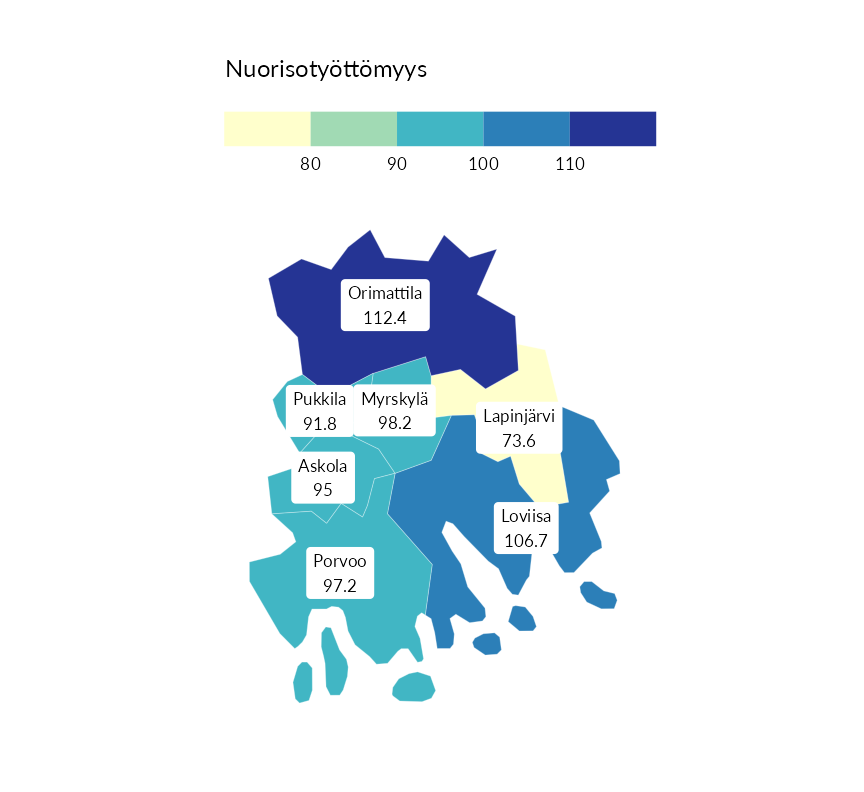 Nuorisotyöttömyys
80 90 100 110
Orimattila
112.4
Pukkila
91.8
Myrskylä
98.2
Lapinjärvi
73.6
Askola
95
Loviisa
106.7
Porvoo
97.2